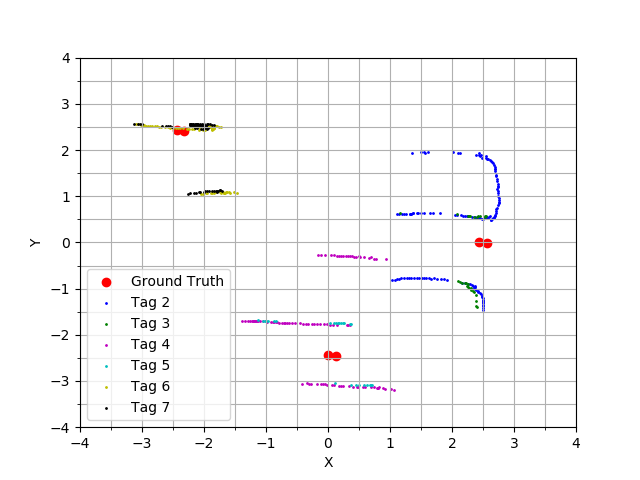 4
3
2
1
0
−1
−2
−3
−4
Y
Ground Truth
Tag 2
Tag 3
Tag 4
Tag 5
Tag 6
Tag 7
−4 −3 −2 −1 0 1 2 3 4
X